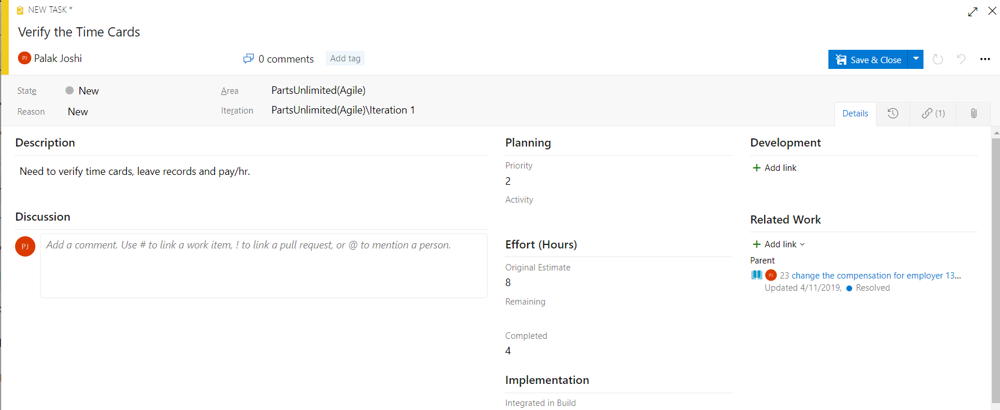 NEW TASK *
Verify the Time Cards
PJ Palak Joshi
0 comments
Add tag
Save & Close
State
New
Area
PartsUnlimited(Agile)
Reason
New
Iteration
PartsUnlimited(Agile)\Iteration 1
Details
(1)
Description
Need to verify time cards, leave records and pay/hr.
Discussion
PJ
Add a comment. Use # to link a work item, ! to link a pull request, or @ to mention a person.
Planning
Priority
2
Activity
Effort (Hours)
Original Estimate
8
Remaining
Completed
4
Implementation
Integrated in Build
Development
+ Add link
Related Work
+ Add link
Parent
PJ 23 change the compensation for employer 13...
Updated 4/11/2019, Resolved